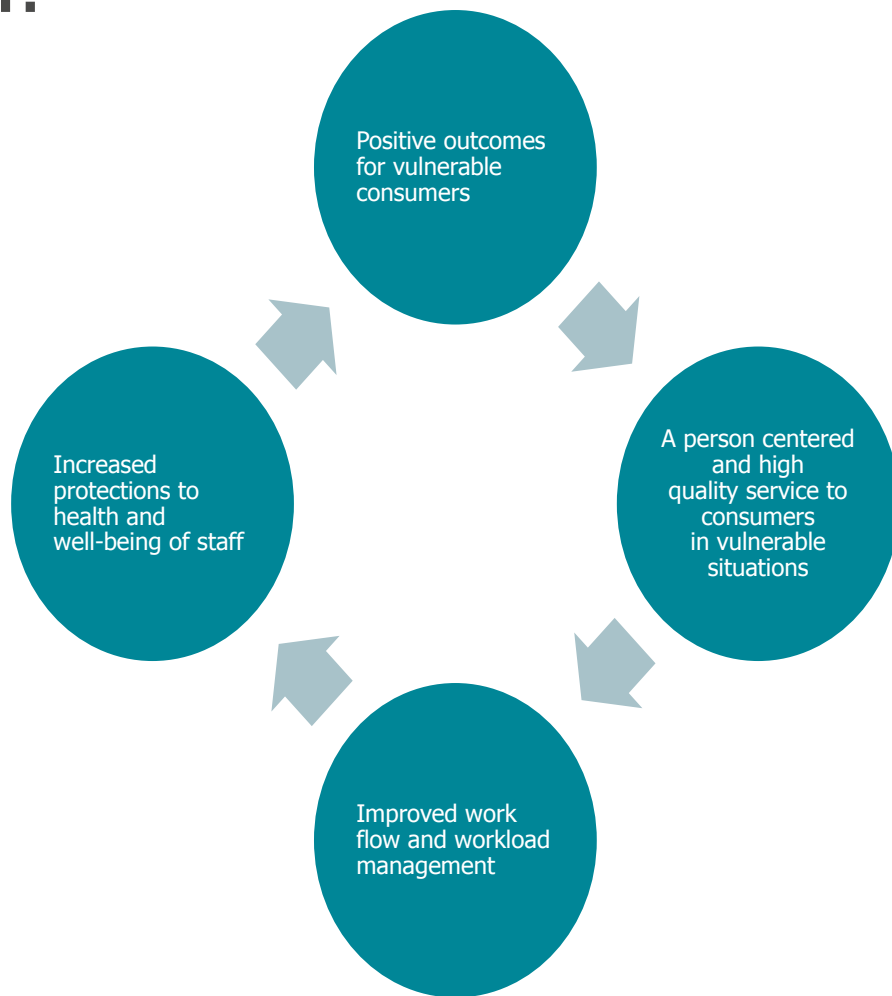 Positive outcomes
for vulnerable
consumers
A person centered
and high
quality service to
consumers
in vulnerable
situations
Increased
protections to
health and
well-being of staff
Improved work
flow and workload
management